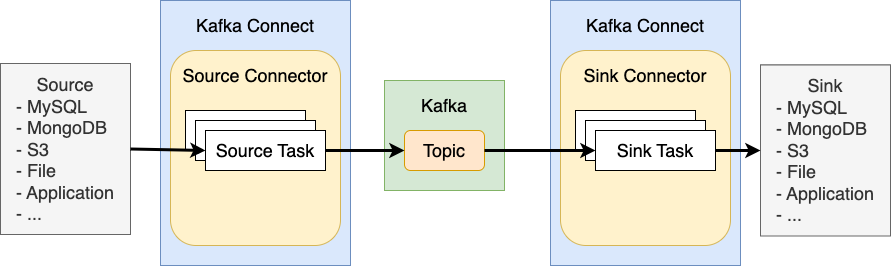 Source
- MySQL
- MongoDB
- S3
- File
- Application
- ...
Kafka Connect
Source Connector
Source Task
Kafka
Topic
Kafka Connect
Sink Connector
Sink Task
Sink
- MySQL
- MongoDB
- S3
- File
- Application
- ...